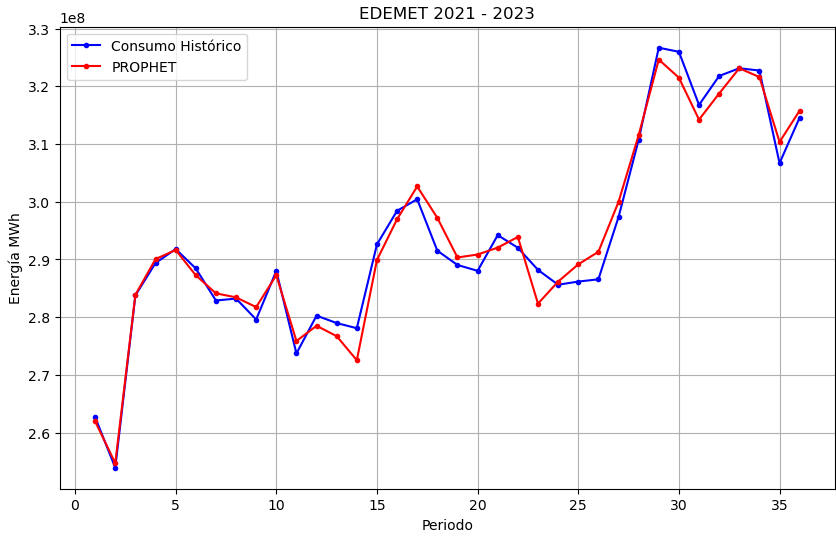 EDEMET 2021 - 2023
1e8
Consumo Histórico
PROPHET
3.3
3.2
3.1
3.0
2.9
2.8
2.7
2.6
Energía MWh
0 5 10 15 20 25 30 35
Periodo